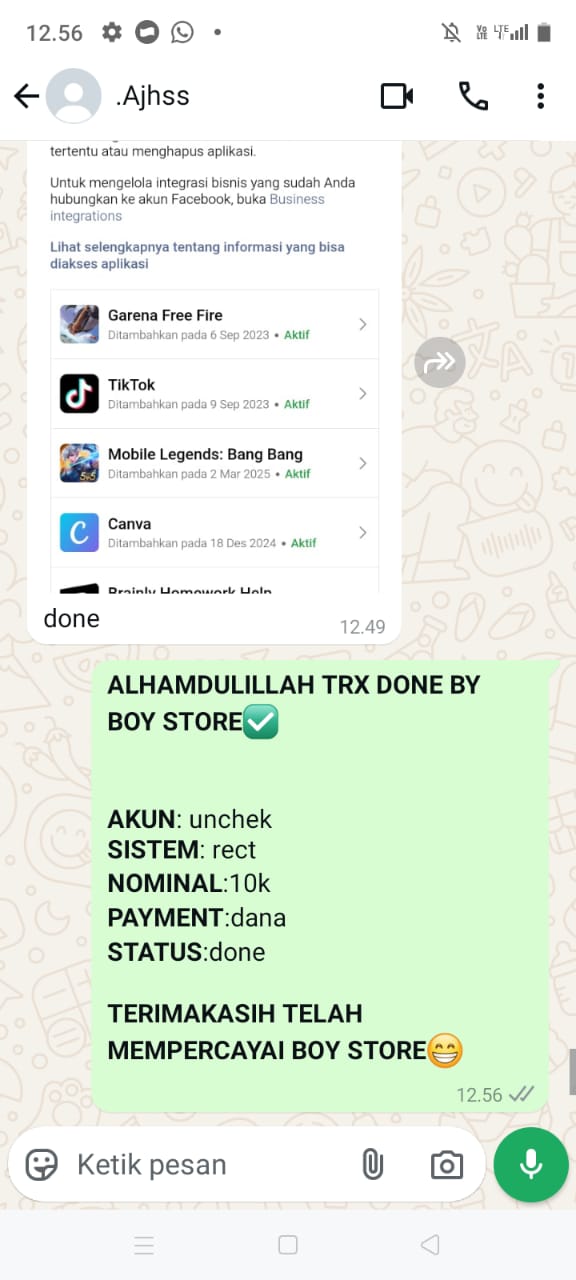 12.56
VoLTE LTE
.Ajhss
tertentu atau menghapus aplikasi.
Untuk mengelola integrasi bisnis yang sudah Anda
hubungkan ke akun Facebook, buka Business
integrations
Lihat selengkapnya tentang informasi yang bisa
diakses aplikasi
Garena Free Fire
Ditambahkan pada 6 Sep 2023 • Aktif
TikTok
Ditambahkan pada 9 Sep 2023 • Aktif
Mobile Legends: Bang Bang
Ditambahkan pada 2 Mar 2025 • Aktif
Canva
Ditambahkan pada 18 Des 2024 • Aktif
Brainly Homework Help
done
12.49
ALHAMDULILLAH TRX DONE BY
BOY STORE✅
AKUN: unchek
SISTEM: rect
NOMINAL:10k
PAYMENT:dana
STATUS:done
TERIMAKASIH TELAH
MEMPERCAYAI BOY STORE😁
12.56
Ketik pesan